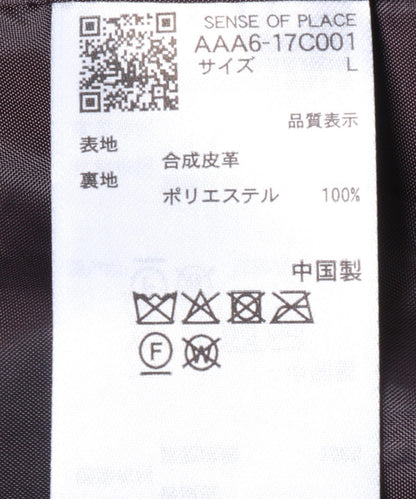 SENSE OF PLACE
AAA6-17C001
サイズ L
品質表示
表地
合成皮革
裏地
ポリエステル 100%
中国製
F
W